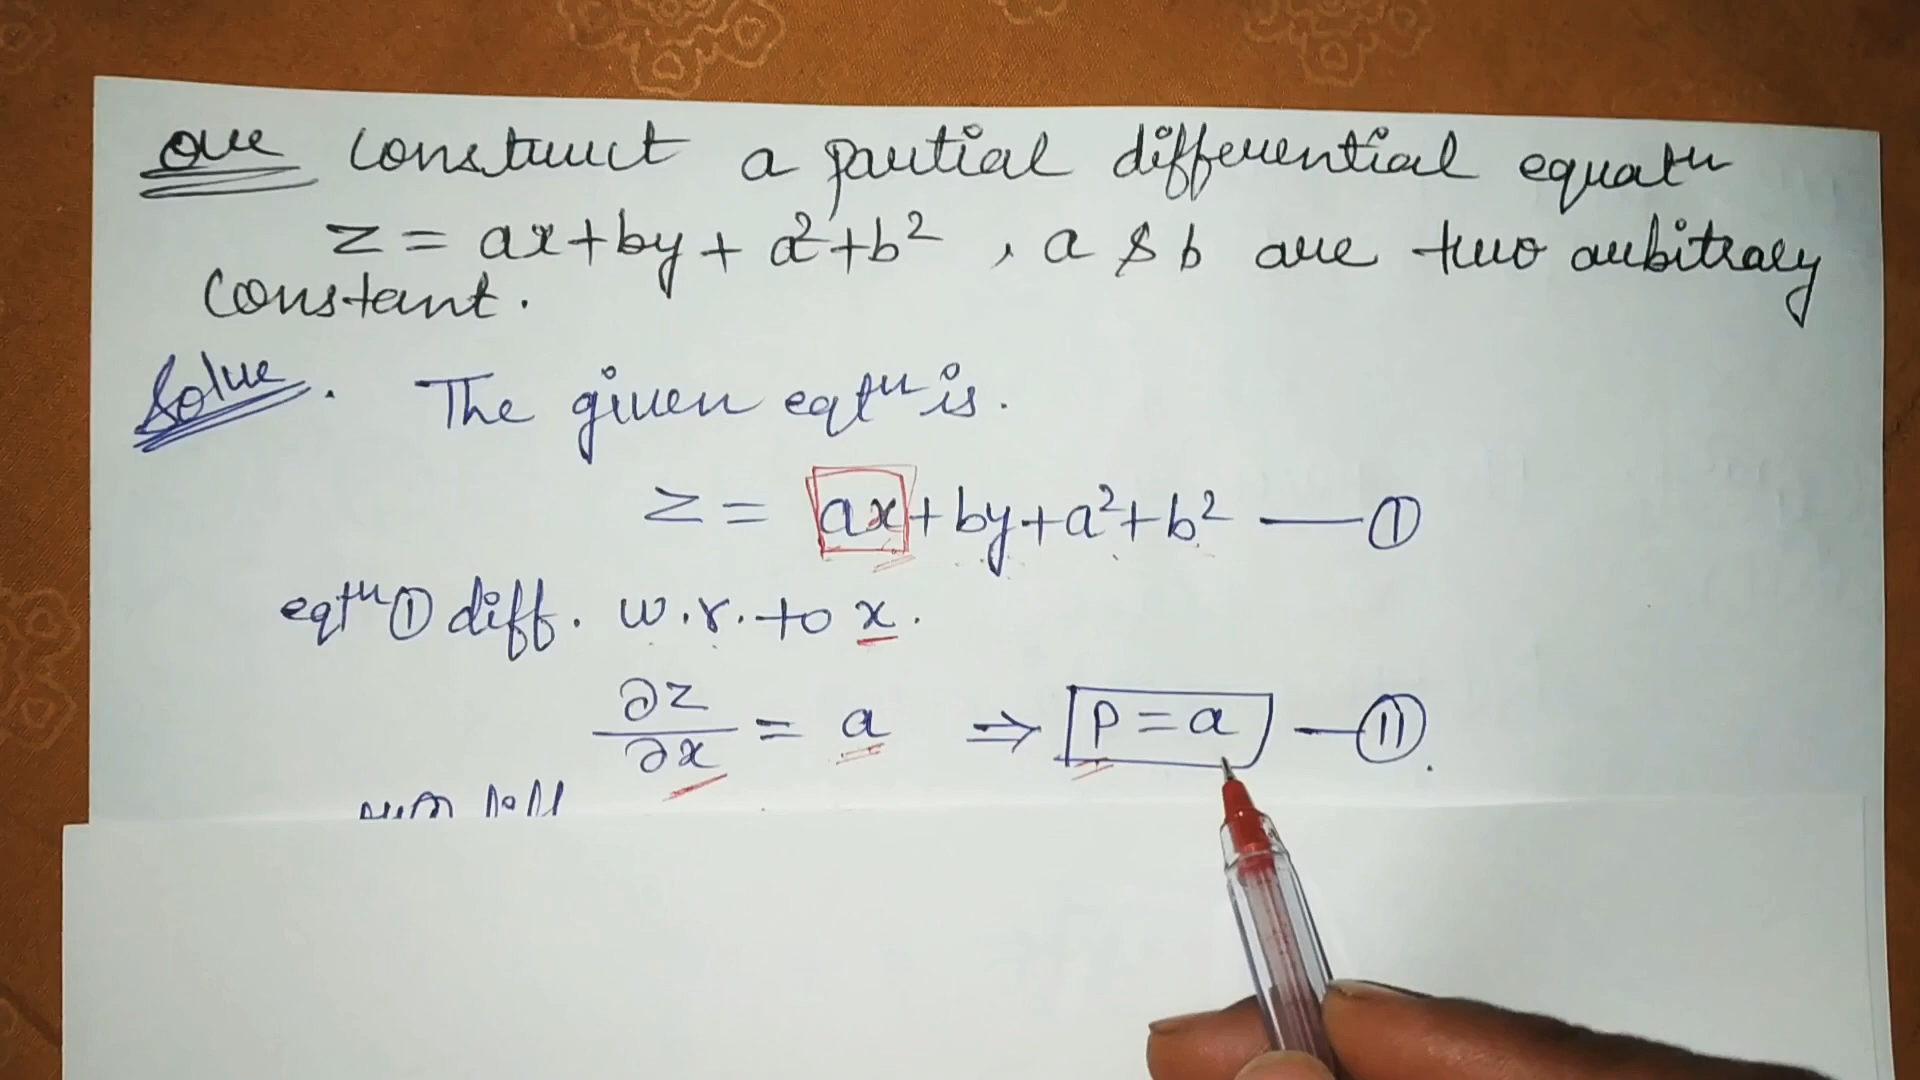 Que Construct a partial differential equatn
z = ax+by+a²+b² , a & b are two arbitrary
constant.
Solve. The given eqtn is.
z = ax+by+a²+b² — ①
eqtn ① diff. w.r. to x.
∂z/∂x = a ⇒ P = a — ⑪.